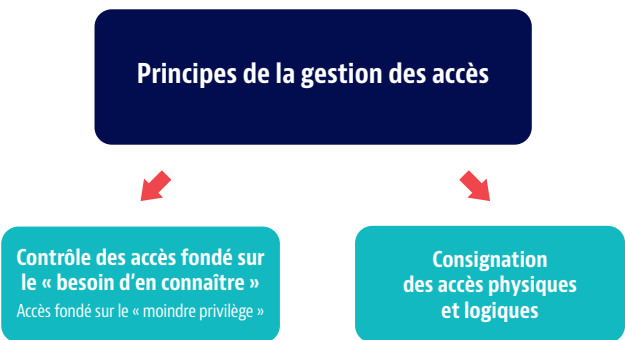 Principes de la gestion des accès
Contrôle des accès fondé sur
le « besoin d'en connaître »
Accès fondé sur le « moindre privilège »
Consignation
des accès physiques
et logiques